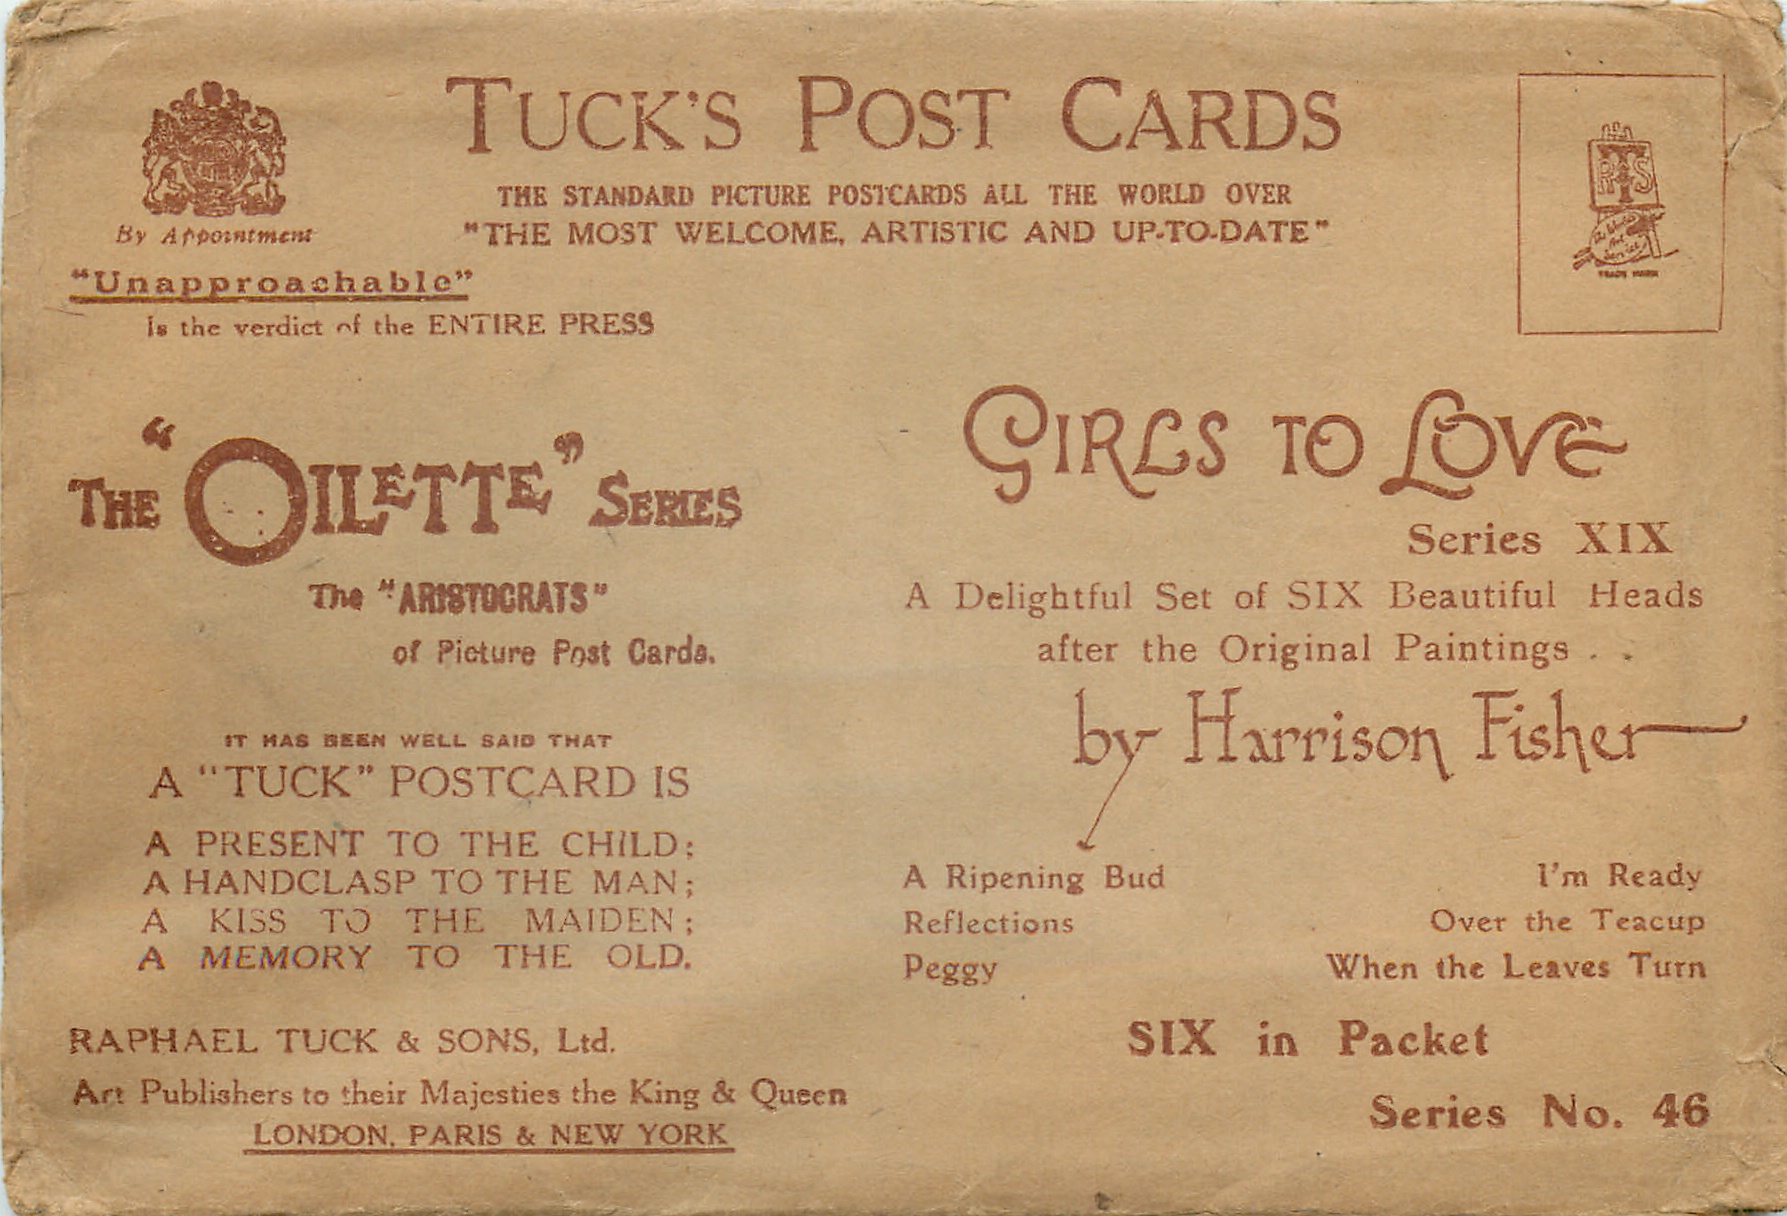 TUCK'S POST CARDS
THE STANDARD PICTURE POSTCARDS ALL THE WORLD OVER
"THE MOST WELCOME, ARTISTIC AND UP-TO-DATE"
By Appointment
"Unapproachable"
Is the verdict of the ENTIRE PRESS
TRADE MARK
THE "OILETTE" SERIES
The "ARISTOCRATS"
of Picture Post Cards.
IT HAS BEEN WELL SAID THAT
A "TUCK" POSTCARD IS
A PRESENT TO THE CHILD;
A HANDCLASP TO THE MAN;
A KISS TO THE MAIDEN;
A MEMORY TO THE OLD.
RAPHAEL TUCK & SONS, Ltd.
Art Publishers to their Majesties the King & Queen
LONDON, PARIS & NEW YORK
GIRLS TO LOVE
Series XIX
A Delightful Set of SIX Beautiful Heads
after the Original Paintings . .
by Harrison Fisher
A Ripening Bud
Reflections
Peggy
I'm Ready
Over the Teacup
When the Leaves Turn
SIX in Packet
Series No. 46